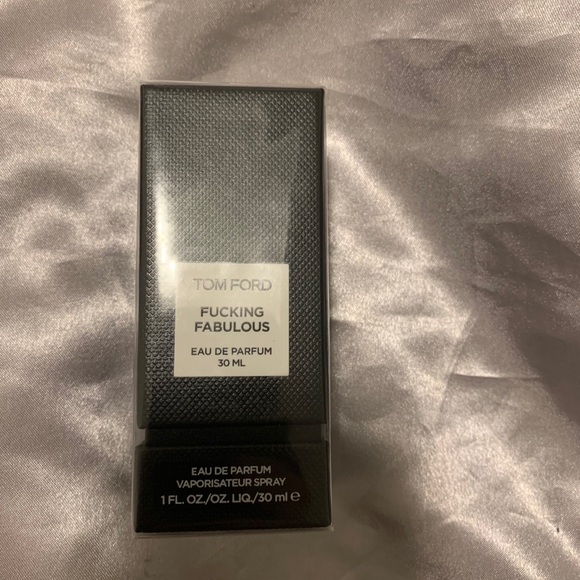 TOM FORD
FUCKING
FABULOUS
EAU DE PARFUM
30 ML
EAU DE PARFUM
VAPORISATEUR SPRAY
1 FL. OZ./OZ. LIQ./30 ml ℮